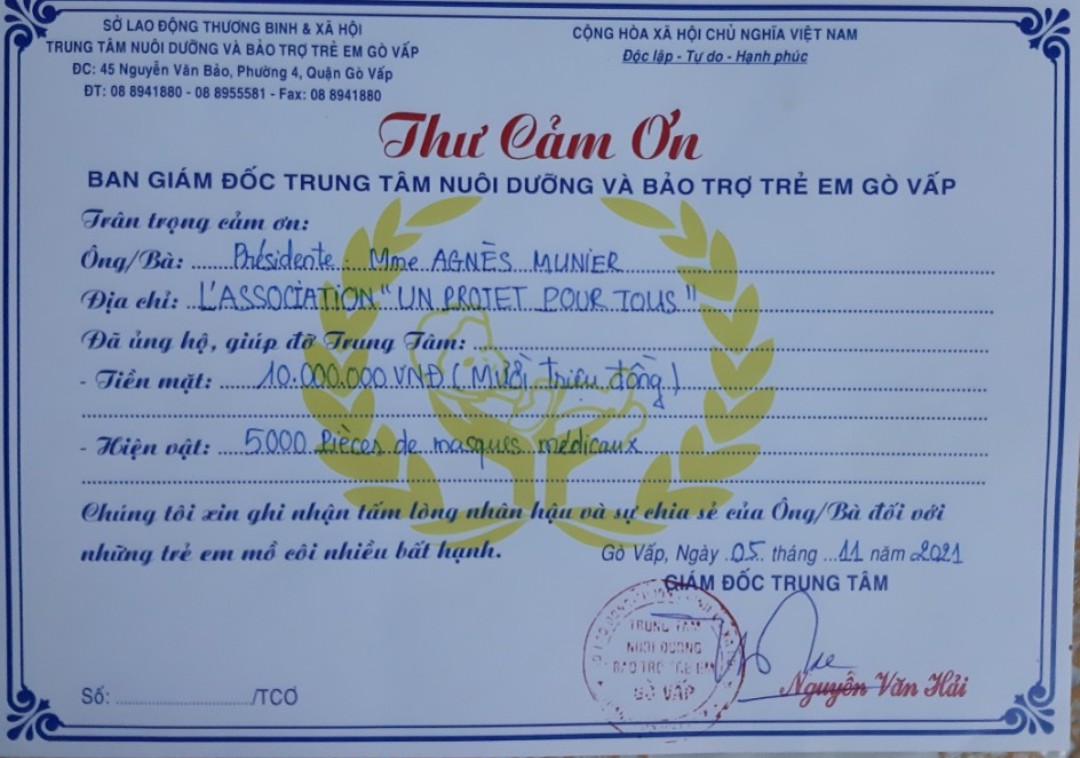 SỞ LAO ĐỘNG THƯƠNG BINH & XÃ HỘI
TRUNG TÂM NUÔI DƯỠNG VÀ BẢO TRỢ TRẺ EM GÒ VẤP
ĐC: 45 Nguyễn Văn Bảo, Phường 4, Quận Gò Vấp
ĐT: 08 8941880 - 08 8955581 - Fax: 08 8941880
CỘNG HÒA XÃ HỘI CHỦ NGHĨA VIỆT NAM
Độc lập - Tự do - Hạnh phúc
Thư Cảm Ơn
BAN GIÁM ĐỐC TRUNG TÂM NUÔI DƯỠNG VÀ BẢO TRỢ TRẺ EM GÒ VẤP
Trân trọng cảm ơn:
Ông/Bà: Présidente . Mme AGNÈS MUNIER
Địa chỉ: L'ASSOCIATION "UN PROJET POUR TOUS"
Đã ủng hộ, giúp đỡ Trung Tâm:
- Tiền mặt: 10.000.000 VNĐ (Mười triệu đồng)
- Hiện vật: 5000 Pièces de masques médicaux
Chúng tôi xin ghi nhận tấm lòng nhân hậu và sự chia sẻ của Ông/Bà đối với
những trẻ em mồ côi nhiều bất hạnh.
Gò Vấp, Ngày 05 tháng 11 năm 2021
GIÁM ĐỐC TRUNG TÂM
TRUNG TÂM
NUÔI DƯỠNG
BẢO TRỢ TRẺ EM
GÒ VẤP
Nguyễn Văn Hải
Số: ........................./TCƠ